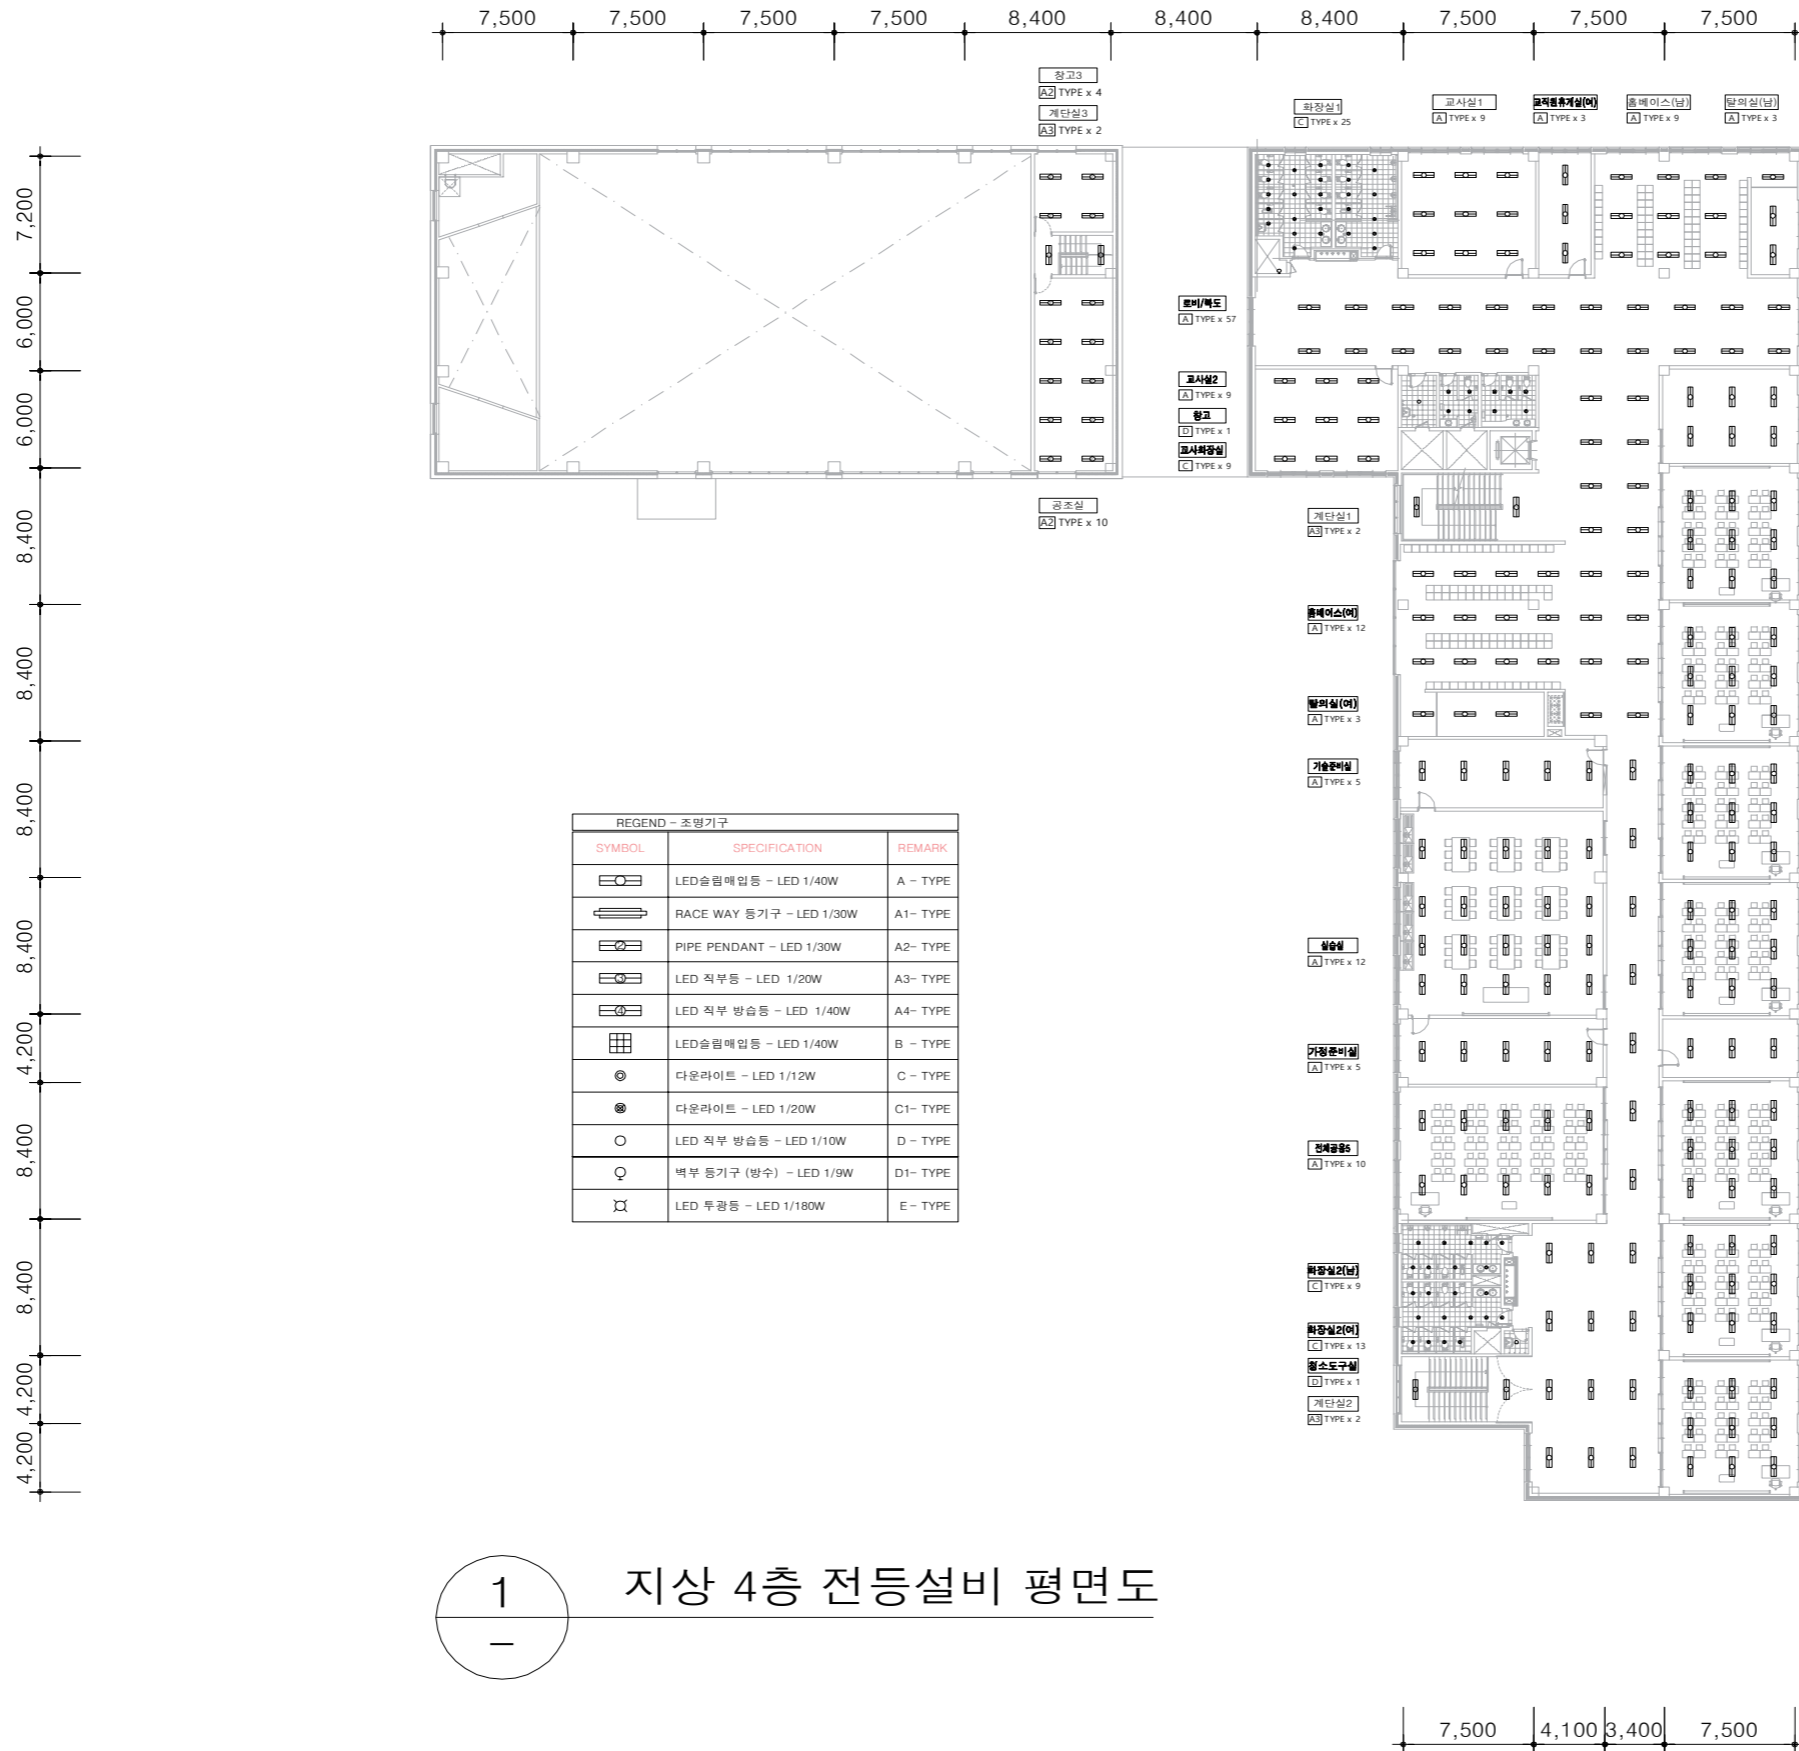 7,500 7,500 7,500 7,500 8,400 8,400 8,400 7,500 7,500 7,500
창고3
A2 TYPE x 4
계단실3
A3 TYPE x 2
화장실1
C TYPE x 25
교사실1
A TYPE x 9
교직원휴게실(여)
A TYPE x 3
홈베이스(남)
A TYPE x 9
탈의실(남)
A TYPE x 3
7,200
6,000
6,000
8,400
8,400
8,400
8,400
4,200
8,400
8,400
4,200
4,200
로비/복도
A TYPE x 57
교사실2
A TYPE x 9
창고
D TYPE x 1
교사화장실
C TYPE x 9
공조실
A2 TYPE x 10
계단실1
A3 TYPE x 2
홈베이스(여)
A TYPE x 12
탈의실(여)
A TYPE x 3
기술준비실
A TYPE x 5
실습실
A TYPE x 12
가정준비실
A TYPE x 5
전체공용5
A TYPE x 10
화장실2(남)
C TYPE x 9
화장실2(여)
C TYPE x 13
청소도구실
D TYPE x 1
계단실2
A3 TYPE x 2
REGEND - 조명기구
SYMBOL SPECIFICATION REMARK
LED슬림매입등 - LED 1/40W A - TYPE
RACE WAY 등기구 - LED 1/30W A1- TYPE
2 PIPE PENDANT - LED 1/30W A2- TYPE
3 LED 직부등 - LED 1/20W A3- TYPE
4 LED 직부 방습등 - LED 1/40W A4- TYPE
LED슬림매입등 - LED 1/40W B - TYPE
다운라이트 - LED 1/12W C - TYPE
다운라이트 - LED 1/20W C1- TYPE
LED 직부 방습등 - LED 1/10W D - TYPE
벽부 등기구 (방수) - LED 1/9W D1- TYPE
LED 투광등 - LED 1/180W E - TYPE
1
–
지상 4층 전등설비 평면도
7,500 4,100 3,400 7,500